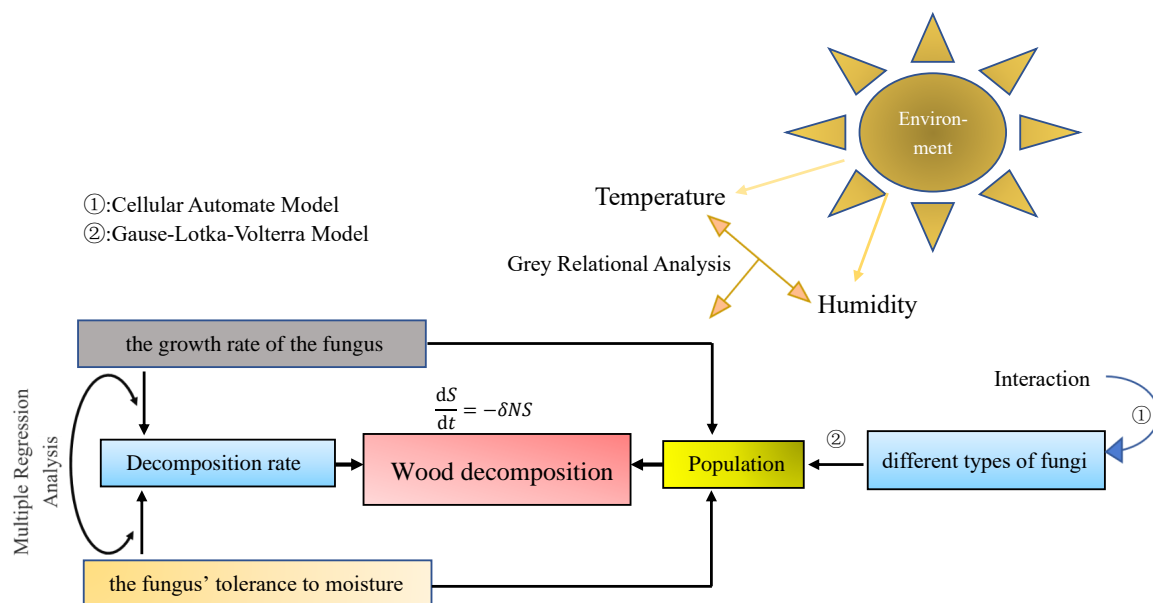 Environ-
ment
Temperature
①:Cellular Automate Model
②:Gause-Lotka-Volterra Model
Grey Relational Analysis
Humidity
the growth rate of the fungus
Interaction
①
dS/dt = −δNS
②
Multiple Regression
Analysis
Decomposition rate
Wood decomposition
Population
different types of fungi
the fungus’ tolerance to moisture